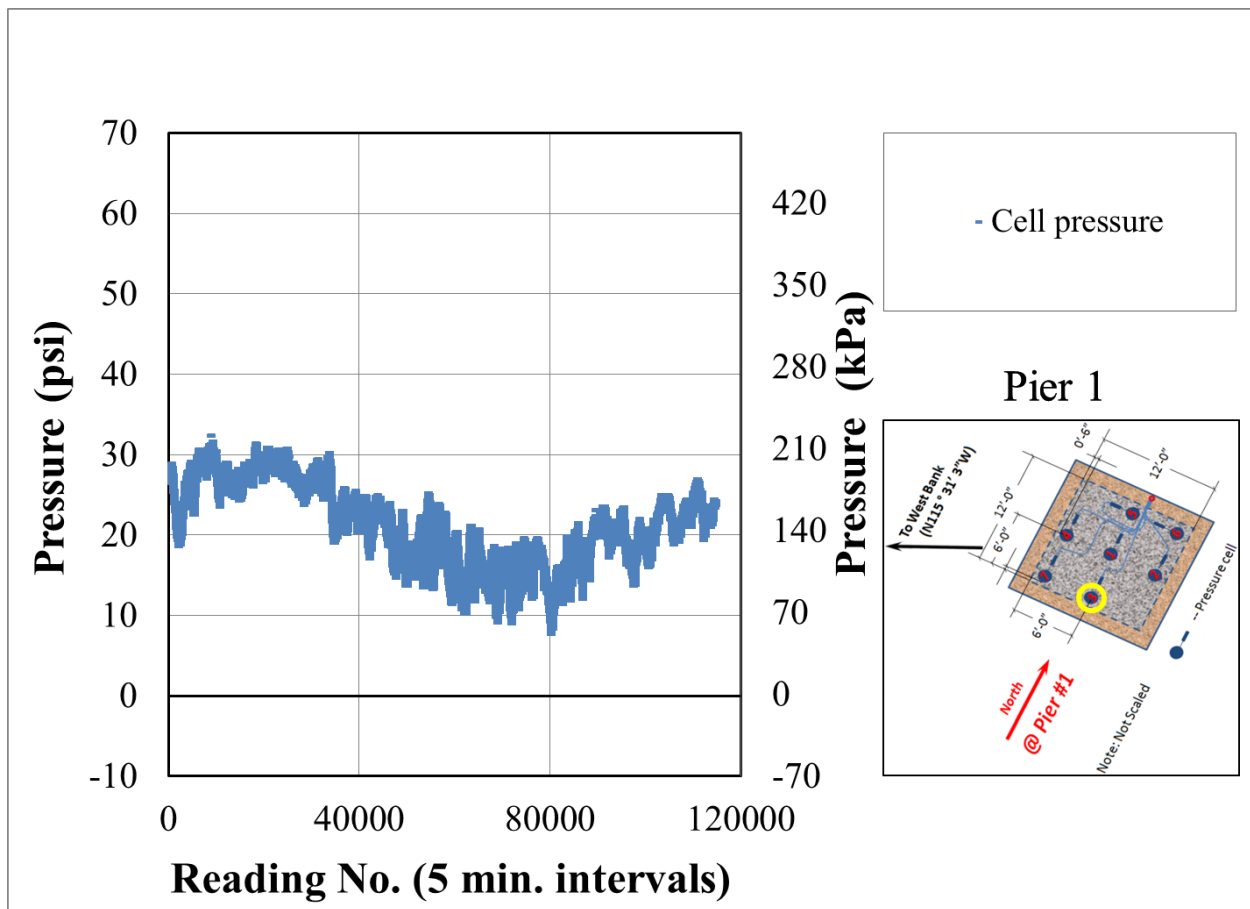 70
60
50
40
30
20
10
0
-10
Pressure (psi)
420
350
280
210
140
70
0
-70
Pressure (kPa)
0
40000
80000
120000
Reading No. (5 min. intervals)
- Cell pressure
Pier 1
To West Bank
(N115° 31' 3"W)
0'-6"
12'-0"
12'-0"
6'-0"
6'-0"
North
@ Pier #1
Note: Not Scaled
-- Pressure cell